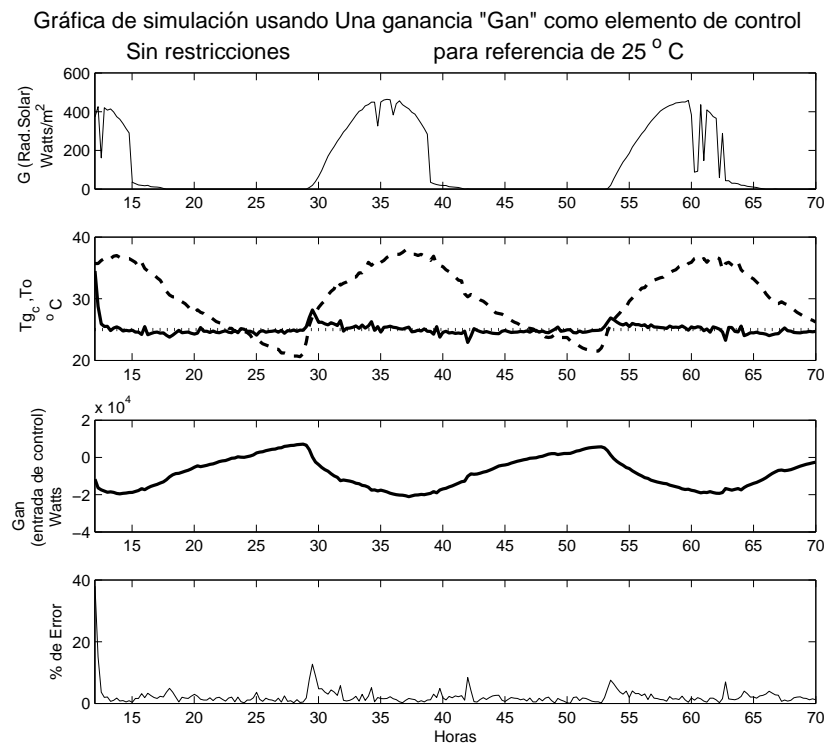 Gráfica de simulación usando Una ganancia "Gan" como elemento de control
Sin restricciones para referencia de 25 ° C
G (Rad.Solar)
Watts/m²
600
400
200
0
15 20 25 30 35 40 45 50 55 60 65 70
Tg_c ,To
° C
40
30
20
15 20 25 30 35 40 45 50 55 60 65 70
x 10⁴
Gan
(entrada de control)
Watts
2
0
−2
−4
15 20 25 30 35 40 45 50 55 60 65 70
% de Error
40
20
0
15 20 25 30 35 40 45 50 55 60 65 70
Horas